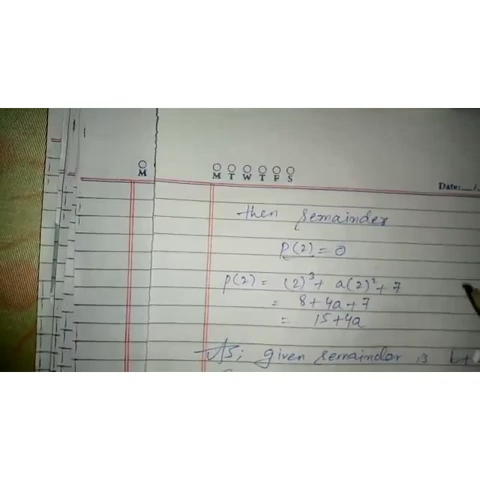 M M T W T F S
Date:
then remainder
p(2) = 0
p(2) = (2)³ + a(2)² + 7
= 8 + 4a + 7
= 15 + 4a
As, given remainder is